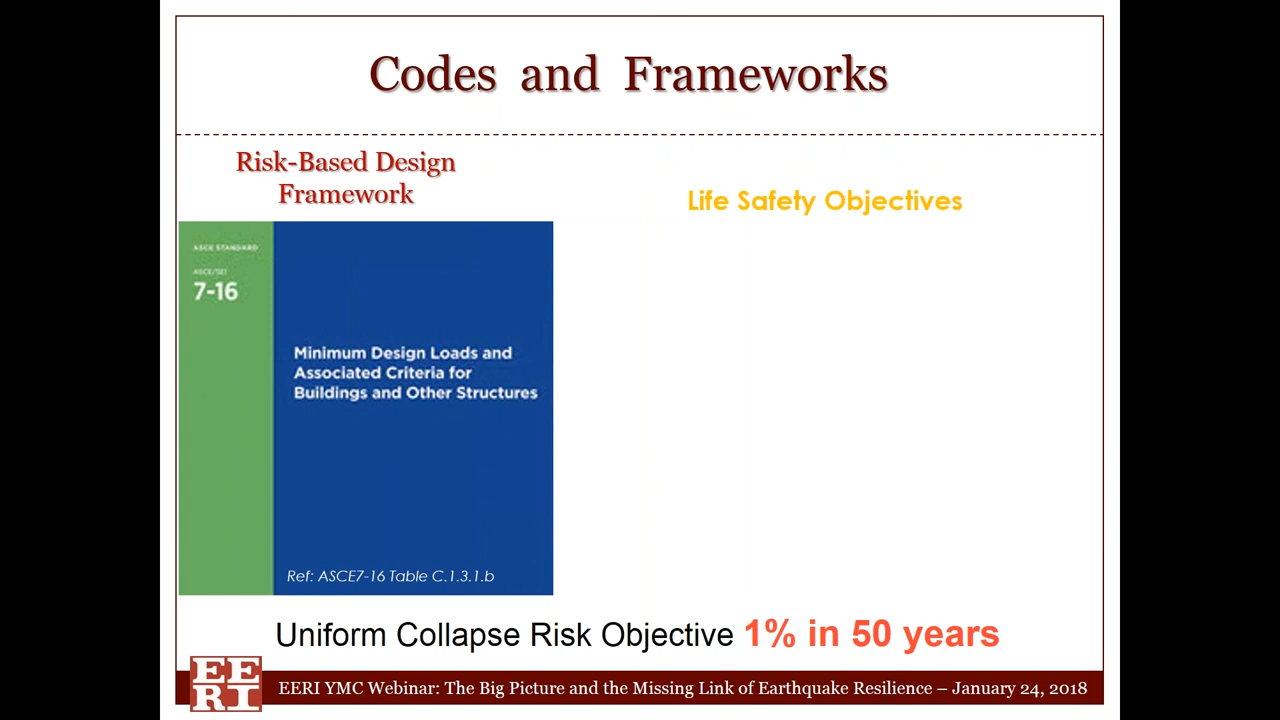 Codes and Frameworks
Risk-Based Design
Framework
Life Safety Objectives
ASCE STANDARD
ASCE/SEI
7-16
Minimum Design Loads and
Associated Criteria for
Buildings and Other Structures
Ref: ASCE7-16 Table C.1.3.1.b
Uniform Collapse Risk Objective 1% in 50 years
EE
RI
EERI YMC Webinar: The Big Picture and the Missing Link of Earthquake Resilience – January 24, 2018